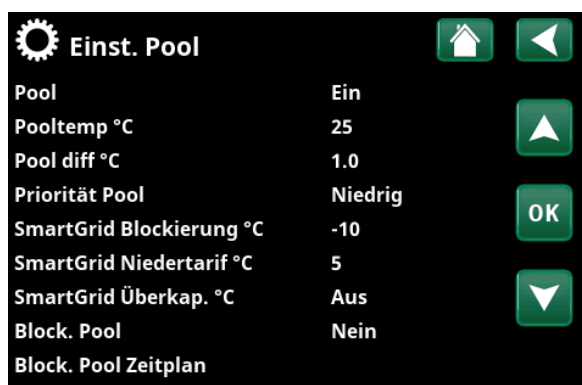 Einst. Pool
Pool Ein
Pooltemp °C 25
Pool diff °C 1.0
Priorität Pool Niedrig
SmartGrid Blockierung °C -10
OK
SmartGrid Niedertarif °C 5
SmartGrid Überkap. °C Aus
Block. Pool Nein
Block. Pool Zeitplan